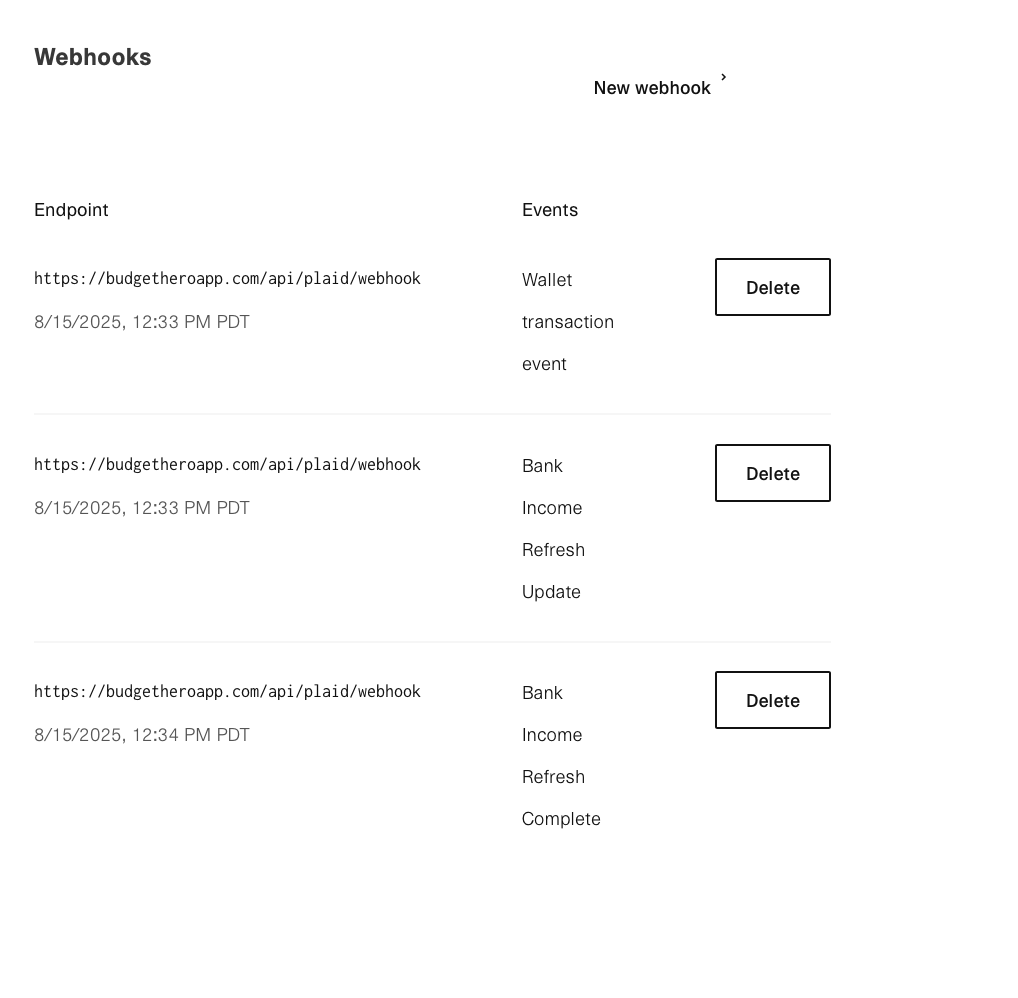 Webhooks
New webhook
Endpoint Events
https://budgetheroapp.com/api/plaid/webhook Wallet Delete
8/15/2025, 12:33 PM PDT transaction
event
https://budgetheroapp.com/api/plaid/webhook Bank Delete
8/15/2025, 12:33 PM PDT Income
Refresh
Update
https://budgetheroapp.com/api/plaid/webhook Bank Delete
8/15/2025, 12:34 PM PDT Income
Refresh
Complete